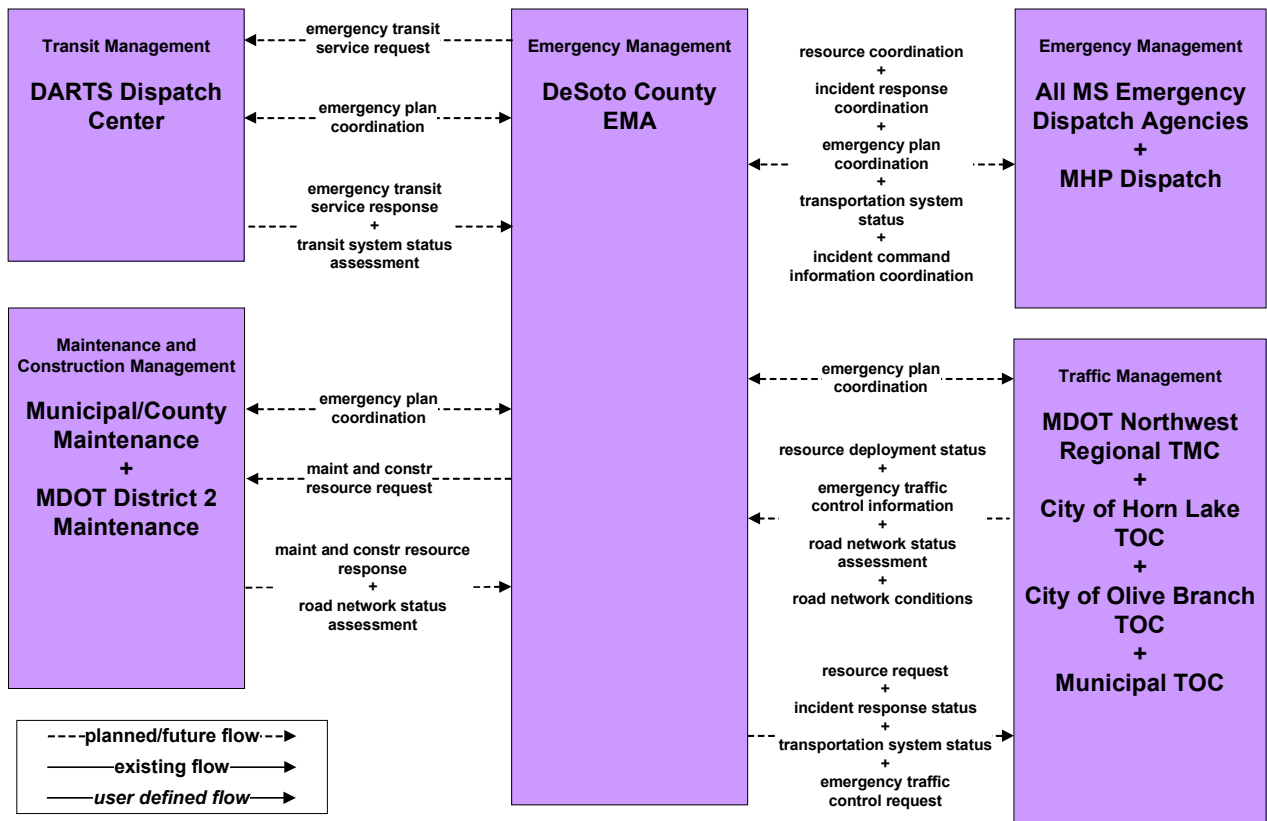 Transit Management
DARTS Dispatch
Center
emergency transit
service request
emergency plan
coordination
emergency transit
service response
+
transit system status
assessment
Emergency Management
DeSoto County
EMA
resource coordination
+
incident response
coordination
+
emergency plan
coordination
+
transportation system
status
+
incident command
information coordination
Emergency Management
All MS Emergency
Dispatch Agencies
+
MHP Dispatch
Maintenance and
Construction Management
Municipal/County
Maintenance
+
MDOT District 2
Maintenance
emergency plan
coordination
maint and constr
resource request
maint and constr resource
response
+
road network status
assessment
emergency plan
coordination
resource deployment status
+
emergency traffic
control information
+
road network status
assessment
+
road network conditions
resource request
+
incident response status
+
transportation system status
+
emergency traffic
control request
Traffic Management
MDOT Northwest
Regional TMC
+
City of Horn Lake
TOC
+
City of Olive Branch
TOC
+
Municipal TOC
planned/future flow
existing flow
user defined flow